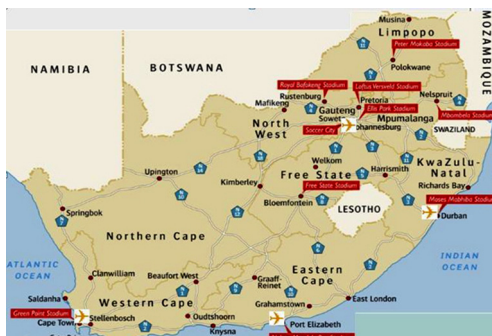 Musina
Limpopo
Peter Mokaba Stadium
Polokwane
MOZAMBIQUE
NAMIBIA
BOTSWANA
Royal Bafokeng Stadium
Loftus Versveld Stadium
Rustenburg
Pretoria
Nelspruit
Mafikeng
Gauteng
Ellis Park Stadium
Mbombela Stadium
Sowet
Mpumalanga
North
West
Soccer City
Johannesburg
SWAZILAND
Welkom
KwaZulu-
Natal
Upington
Kimberley
Free State
Harrismith
Free State Stadium
Richards Bay
Bloemfontein
Moses Mabhida Stadium
Springbok
LESOTHO
Durban
Northern Cape
ATLANTIC
OCEAN
INDIAN
OCEAN
Clanwilliam
Beaufort West
Graaff-
Reinet
Eastern
Cape
Saldanha
Western Cape
East London
Green Point Stadium
Grahamstown
Cape Town
Stellenbosch
Oudtshoorn
Knysna
Port Elizabeth